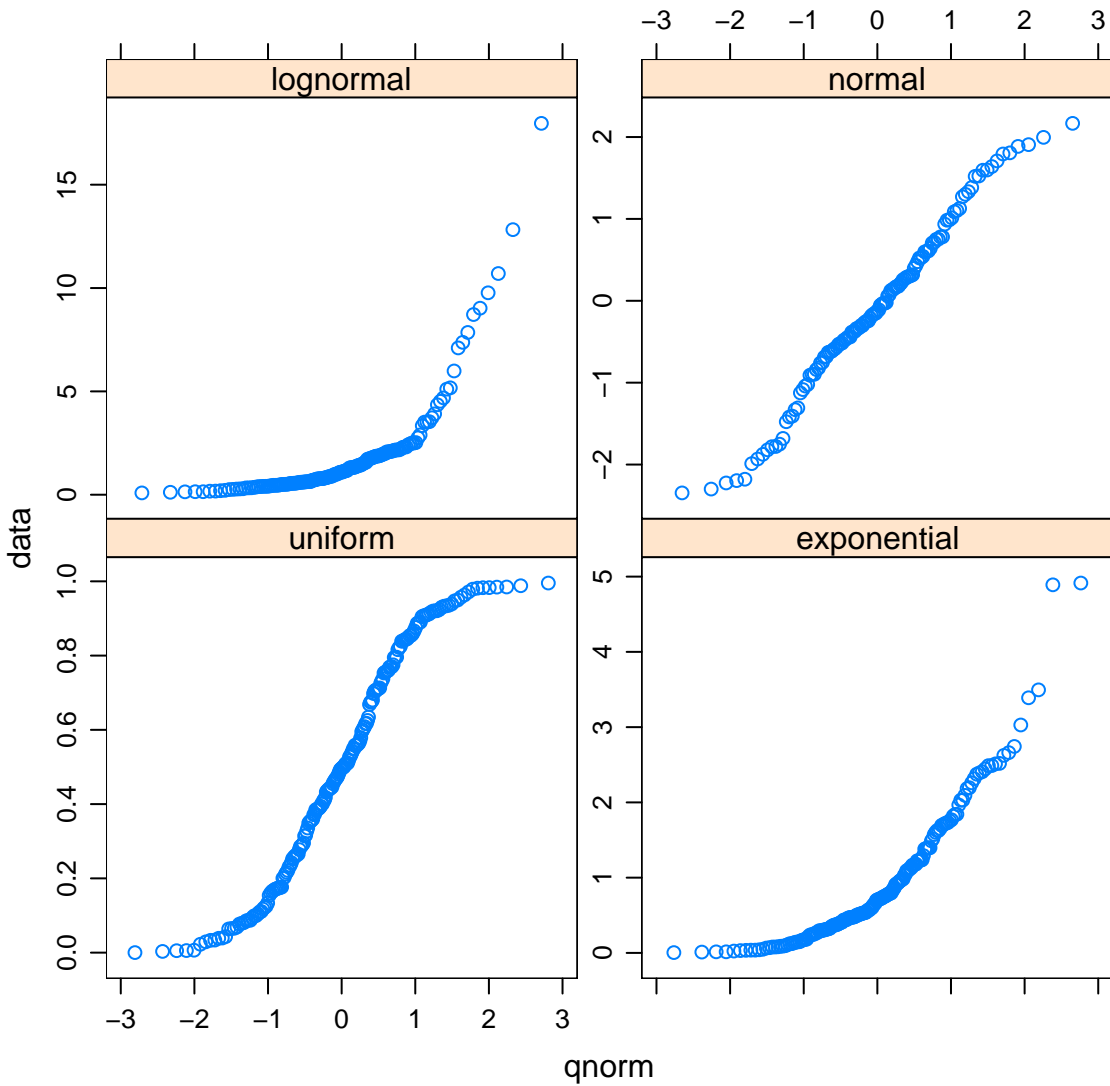 −3 −2 −1 0 1 2 3
lognormal
normal
0 5 10 15
−2 −1 0 1 2
data
uniform
exponential
0.0 0.2 0.4 0.6 0.8 1.0
0 1 2 3 4 5
−3 −2 −1 0 1 2 3
qnorm